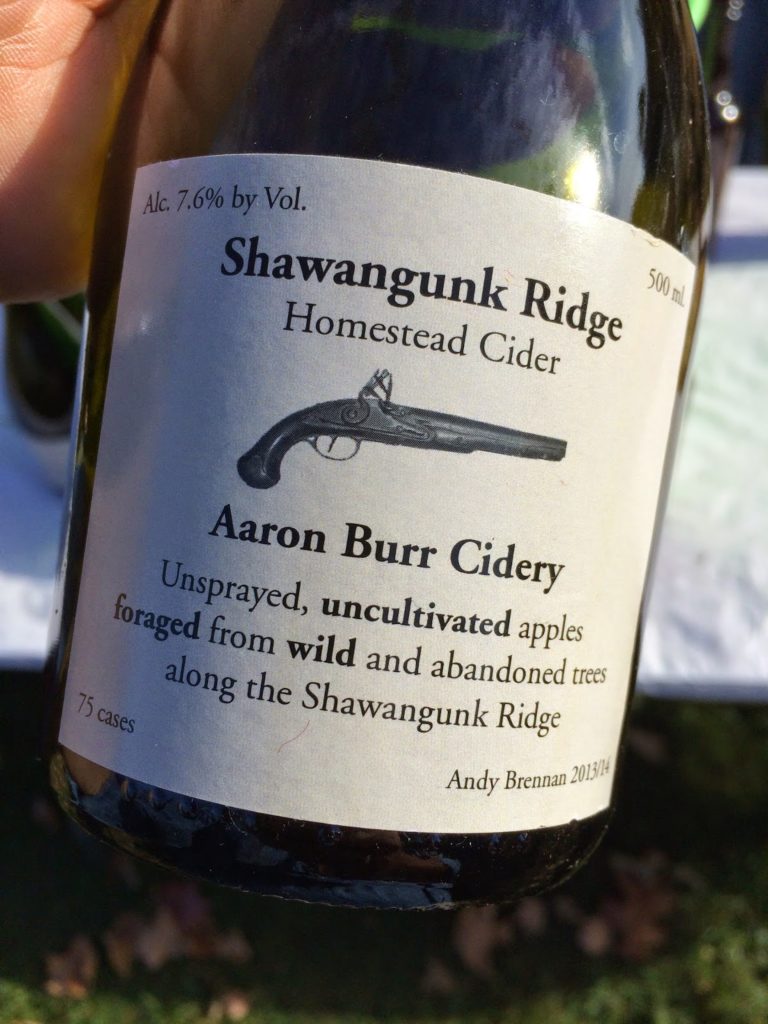 Alc. 7.6% by Vol.
500 ml.
Shawangunk Ridge
Homestead Cider
Aaron Burr Cidery
Unsprayed, uncultivated apples
foraged from wild and abandoned trees
along the Shawangunk Ridge
75 cases
Andy Brennan 2013/14